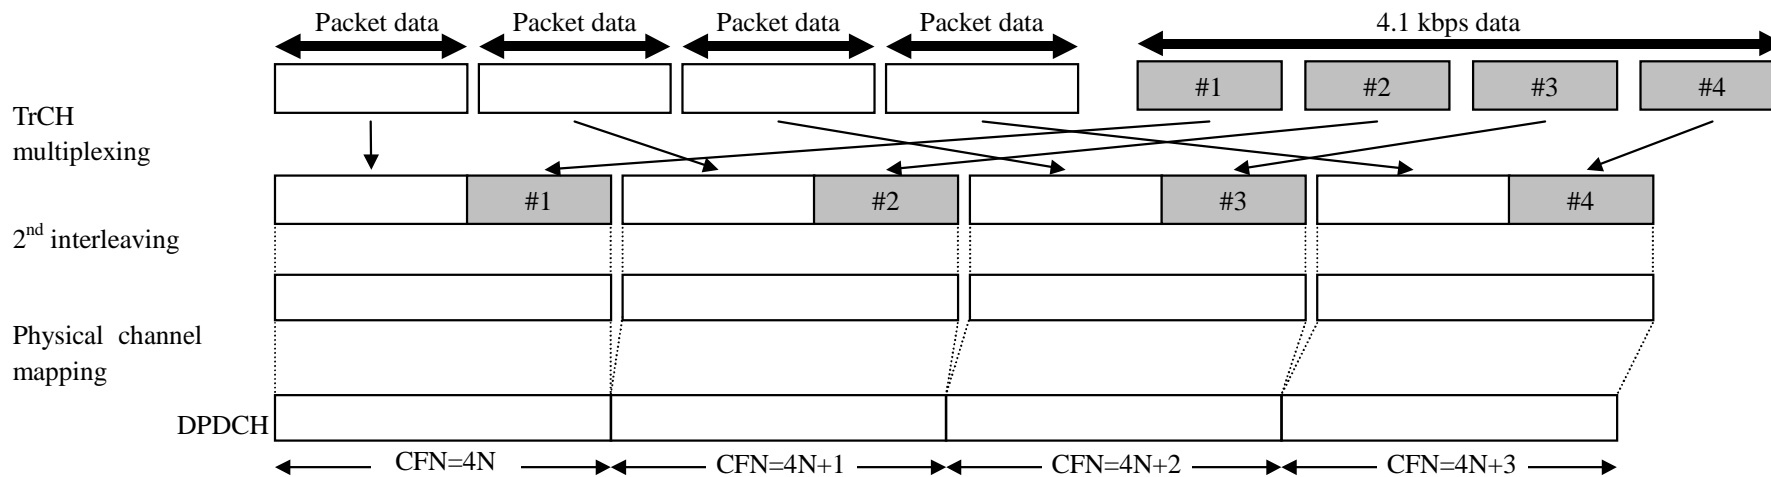 Packet data Packet data Packet data Packet data 4.1 kbps data
#1 #2 #3 #4
TrCH
multiplexing
#1 #2 #3 #4
2nd interleaving
Physical channel
mapping
DPDCH
CFN=4N CFN=4N+1 CFN=4N+2 CFN=4N+3